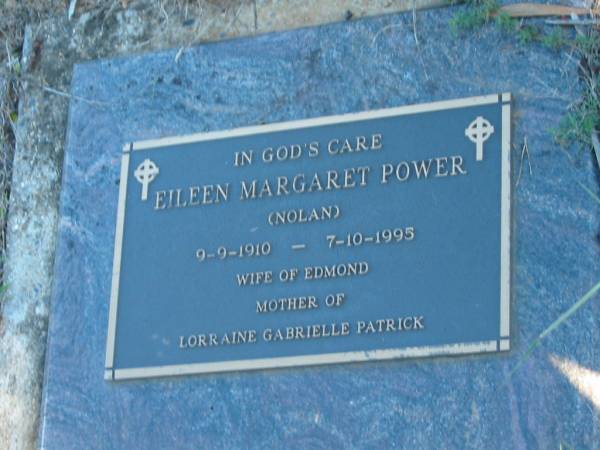 IN GOD'S CARE
EILEEN MARGARET POWER
(NOLAN)
9-9-1910 — 7-10-1995
WIFE OF EDMOND
MOTHER OF
LORRAINE GABRIELLE PATRICK